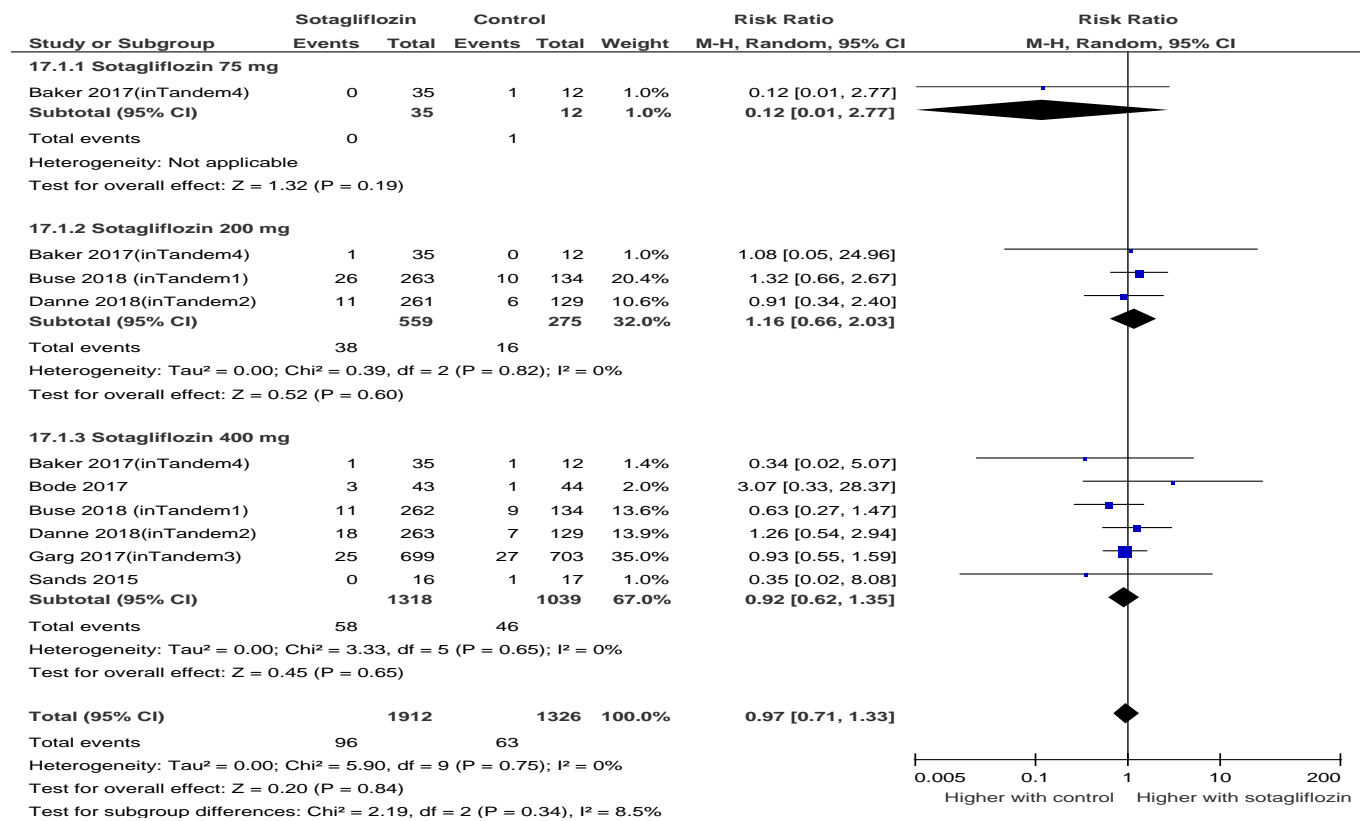 Sotagliflozin Control Risk Ratio Risk Ratio
Study or Subgroup Events Total Events Total Weight M-H, Random, 95% CI M-H, Random, 95% CI
17.1.1 Sotagliflozin 75 mg
Baker 2017(inTandem4) 0 35 1 12 1.0% 0.12 [0.01, 2.77]
Subtotal (95% CI) 35 12 1.0% 0.12 [0.01, 2.77]
Total events 0 1
Heterogeneity: Not applicable
Test for overall effect: Z = 1.32 (P = 0.19)
17.1.2 Sotagliflozin 200 mg
Baker 2017(inTandem4) 1 35 0 12 1.0% 1.08 [0.05, 24.96]
Buse 2018 (inTandem1) 26 263 10 134 20.4% 1.32 [0.66, 2.67]
Danne 2018(inTandem2) 11 261 6 129 10.6% 0.91 [0.34, 2.40]
Subtotal (95% CI) 559 275 32.0% 1.16 [0.66, 2.03]
Total events 38 16
Heterogeneity: Tau² = 0.00; Chi² = 0.39, df = 2 (P = 0.82); I² = 0%
Test for overall effect: Z = 0.52 (P = 0.60)
17.1.3 Sotagliflozin 400 mg
Baker 2017(inTandem4) 1 35 1 12 1.4% 0.34 [0.02, 5.07]
Bode 2017 3 43 1 44 2.0% 3.07 [0.33, 28.37]
Buse 2018 (inTandem1) 11 262 9 134 13.6% 0.63 [0.27, 1.47]
Danne 2018(inTandem2) 18 263 7 129 13.9% 1.26 [0.54, 2.94]
Garg 2017(inTandem3) 25 699 27 703 35.0% 0.93 [0.55, 1.59]
Sands 2015 0 16 1 17 1.0% 0.35 [0.02, 8.08]
Subtotal (95% CI) 1318 1039 67.0% 0.92 [0.62, 1.35]
Total events 58 46
Heterogeneity: Tau² = 0.00; Chi² = 3.33, df = 5 (P = 0.65); I² = 0%
Test for overall effect: Z = 0.45 (P = 0.65)
Total (95% CI) 1912 1326 100.0% 0.97 [0.71, 1.33]
Total events 96 63
Heterogeneity: Tau² = 0.00; Chi² = 5.90, df = 9 (P = 0.75); I² = 0%
Test for overall effect: Z = 0.20 (P = 0.84)
Test for subgroup differences: Chi² = 2.19, df = 2 (P = 0.34), I² = 8.5%
0.005 0.1 1 10 200
Higher with control Higher with sotagliflozin